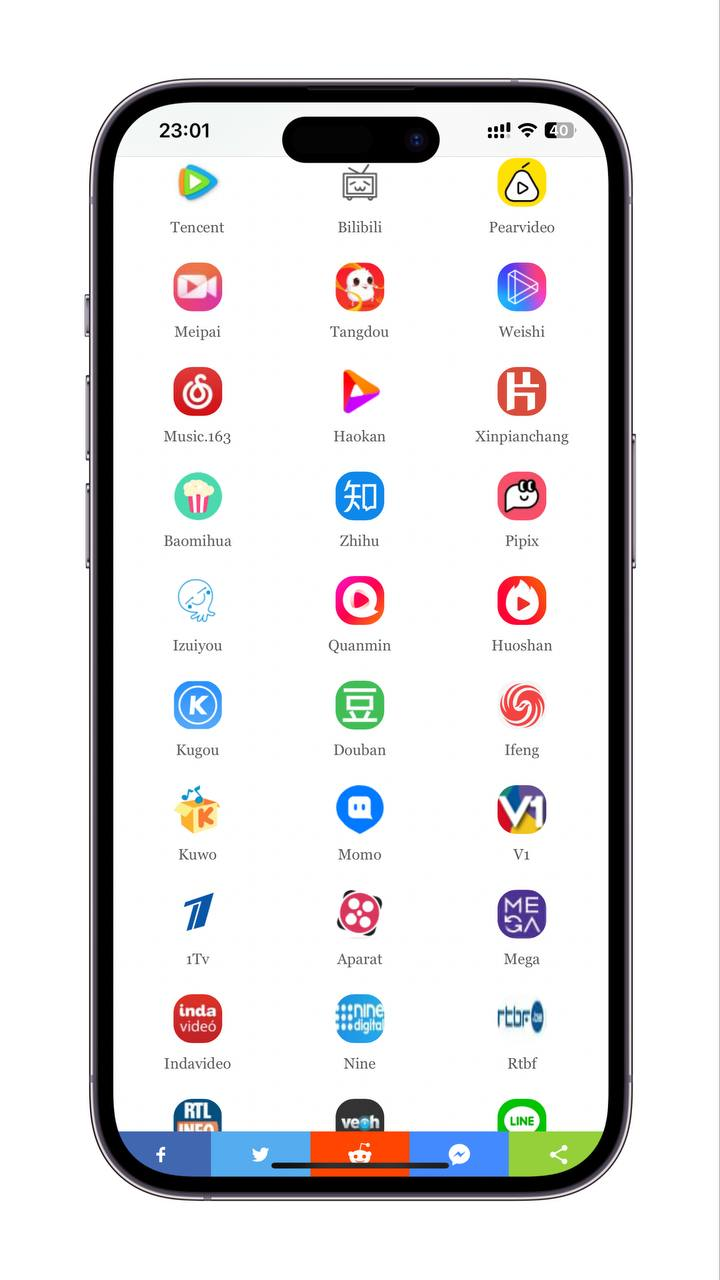 23:01
40
Tencent
Bilibili
Pearvideo
Meipai
Tangdou
Weishi
Music.163
Haokan
Xinpianchang
知
Baomihua
Zhihu
Pipix
Izuiyou
Quanmin
Huoshan
K
豆
Kugou
Douban
Ifeng
K
V1
Kuwo
Momo
V1
1
MEGA
1Tv
Aparat
Mega
inda videó
nine digital
rtbf.be
Indavideo
Nine
Rtbf
RTL INFO
veoh
LINE
f